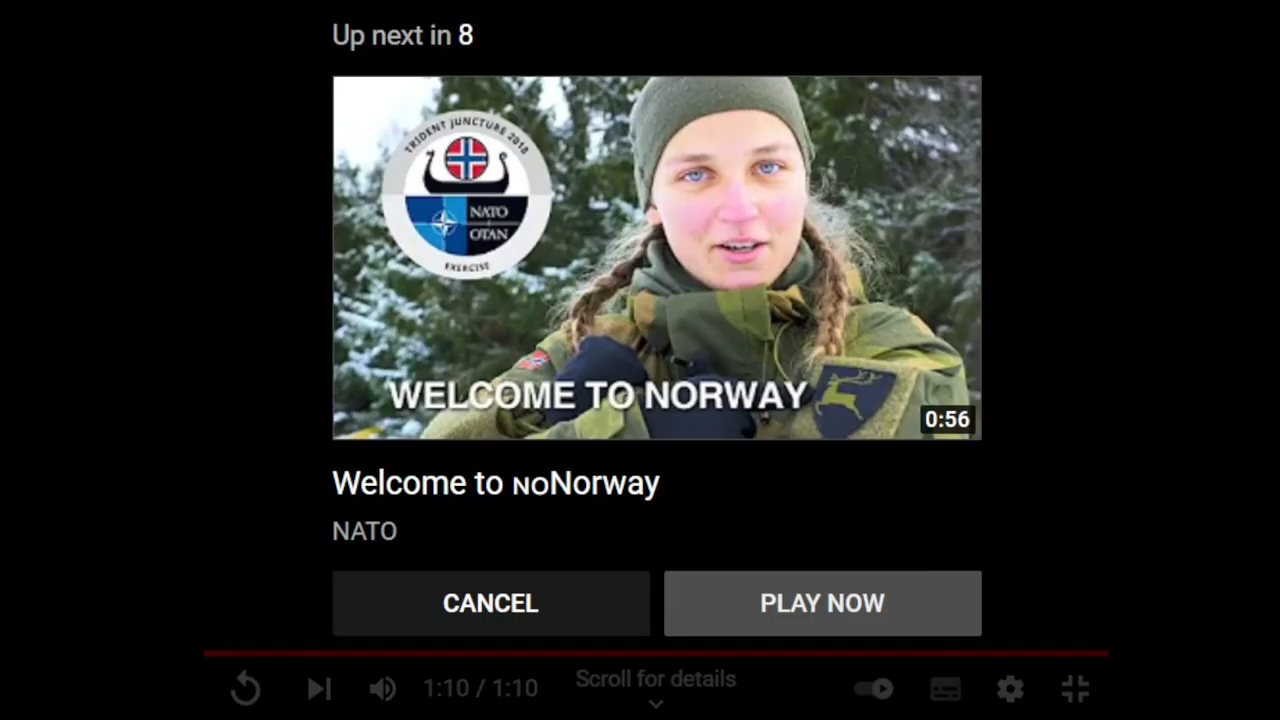 Up next in 8
TRIDENT JUNCTURE 2018
NATO
OTAN
EXERCISE
WELCOME TO NORWAY
0:56
Welcome to NONorway
NATO
CANCEL
PLAY NOW
1:10 / 1:10
Scroll for details